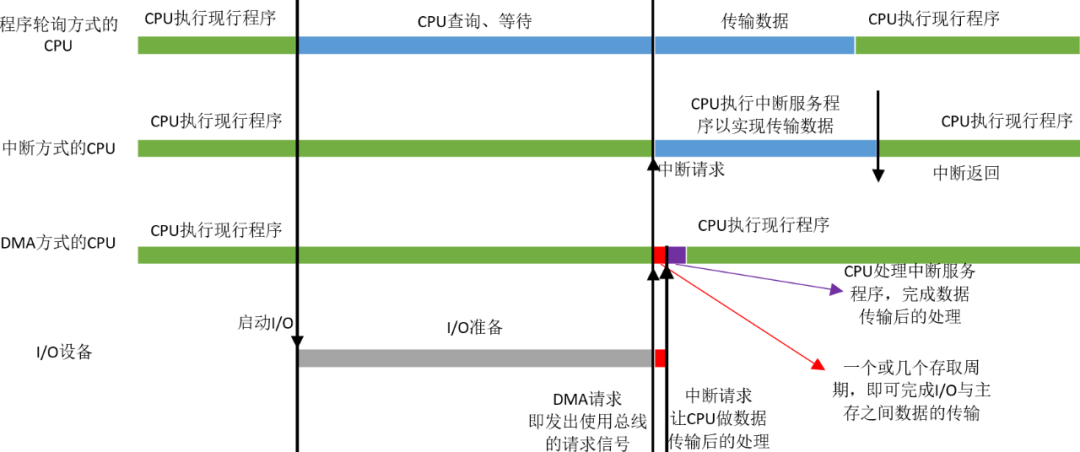 程序轮询方式的
CPU
CPU执行现行程序
CPU查询、等待
传输数据
CPU执行现行程序
中断方式的CPU
CPU执行现行程序
CPU执行中断服务程
序以实现传输数据
CPU执行现行程序
中断请求
中断返回
DMA方式的CPU
CPU执行现行程序
CPU执行现行程序
CPU处理中断服务
程序，完成数据
传输后的处理
I/O设备
启动I/O
I/O准备
一个或几个存取周
期，即可完成I/O与主
存之间数据的传输
DMA请求
即发出使用总线
的请求信号
中断请求
让CPU做数据
传输后的处理